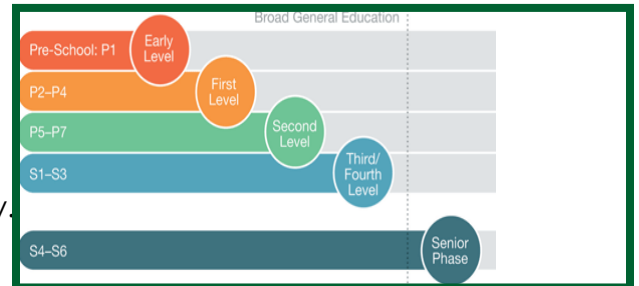 Broad General Education
Pre-School: P1
Early
Level
P2–P4
First
Level
P5–P7
Second
Level
S1–S3
Third/
Fourth
Level
y.
S4–S6
Senior
Phase